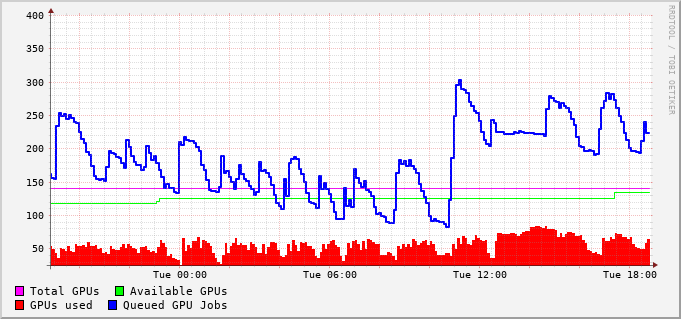 400
350
300
250
200
150
100
50
Tue 00:00 Tue 06:00 Tue 12:00 Tue 18:00
Total GPUs Available GPUs
GPUs used Queued GPU Jobs
RRDTOOL / TOBI OETIKER